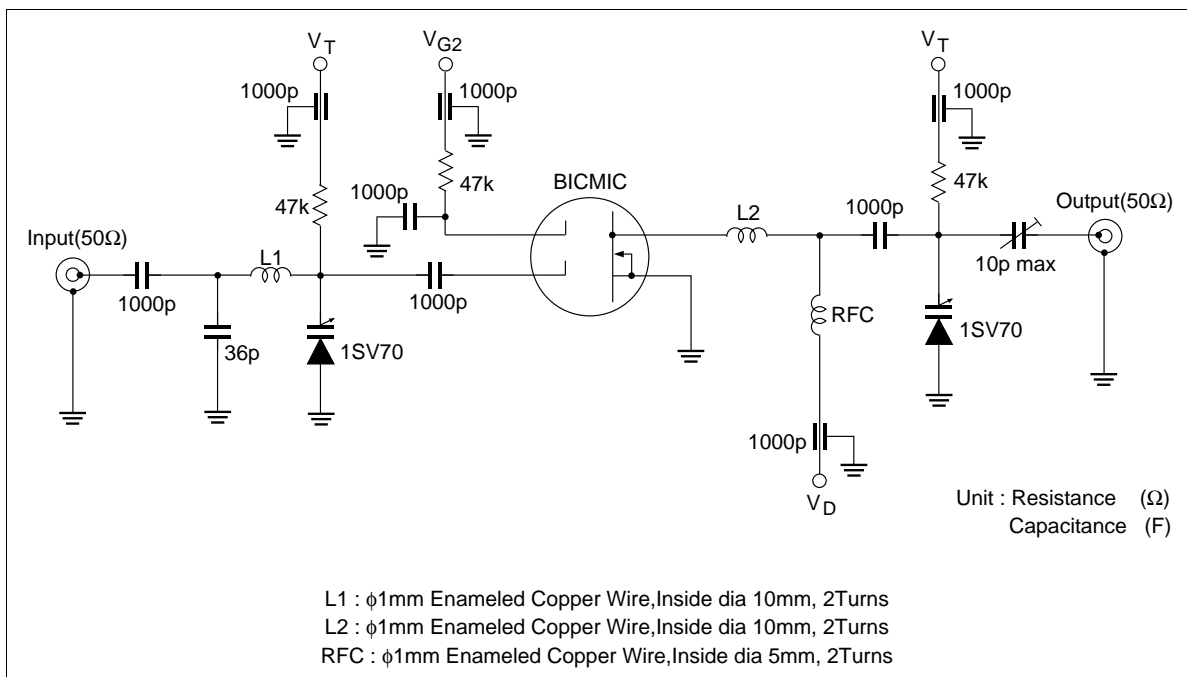 V T
V G2
V T
1000p
1000p
1000p
47k
47k
47k
1000p
BICMIC
L2
1000p
Output(50Ω)
Input(50Ω)
L1
1000p
1000p
10p max
36p
1SV70
RFC
1SV70
1000p
V D
Unit : Resistance (Ω)
Capacitance (F)
L1 : ϕ1mm Enameled Copper Wire,Inside dia 10mm, 2Turns
L2 : ϕ1mm Enameled Copper Wire,Inside dia 10mm, 2Turns
RFC : ϕ1mm Enameled Copper Wire,Inside dia 5mm, 2Turns